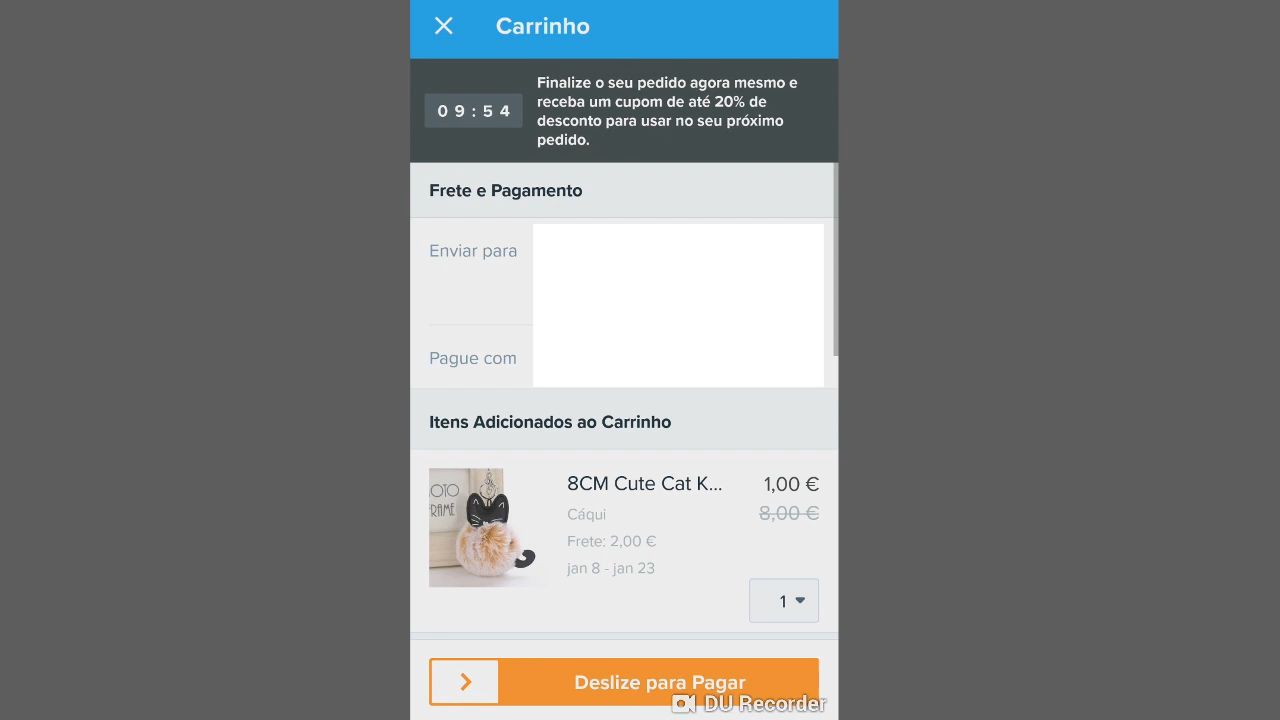 Carrinho
09:54
Finalize o seu pedido agora mesmo e
receba um cupom de até 20% de
desconto para usar no seu próximo
pedido.
Frete e Pagamento
Enviar para
Pague com
Itens Adicionados ao Carrinho
OTO
RAME
8CM Cute Cat K...
1,00 €
Cáqui
8,00 €
Frete: 2,00 €
jan 8 - jan 23
1
Deslize para Pagar
DU Recorder